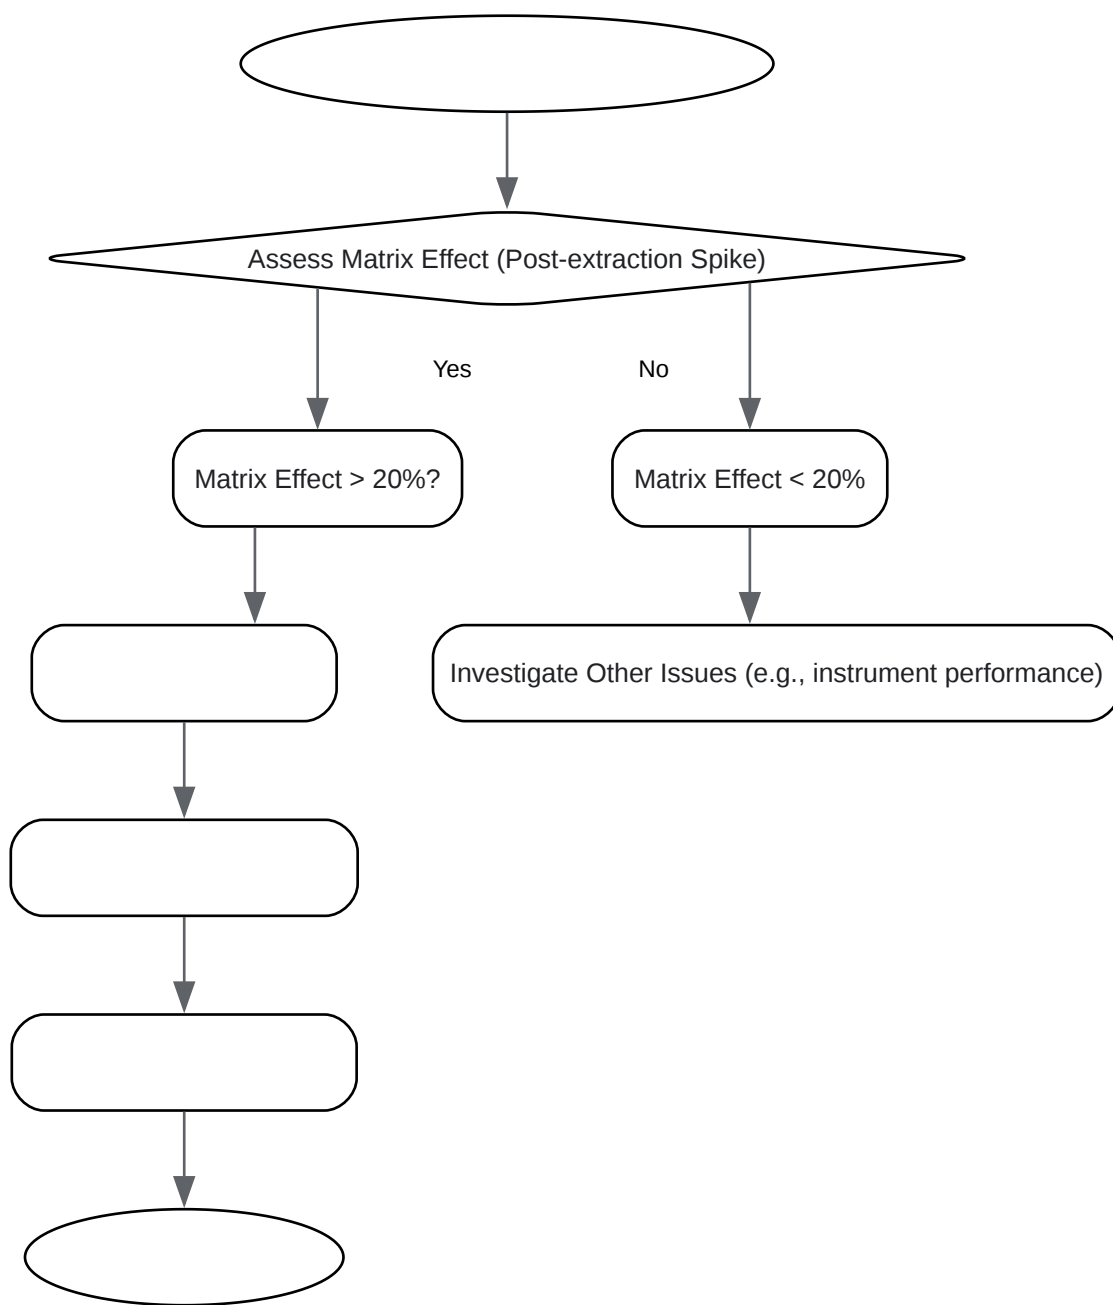 Assess Matrix Effect (Post-extraction Spike)
Yes
No
Matrix Effect > 20%?
Matrix Effect < 20%
Investigate Other Issues (e.g., instrument performance)